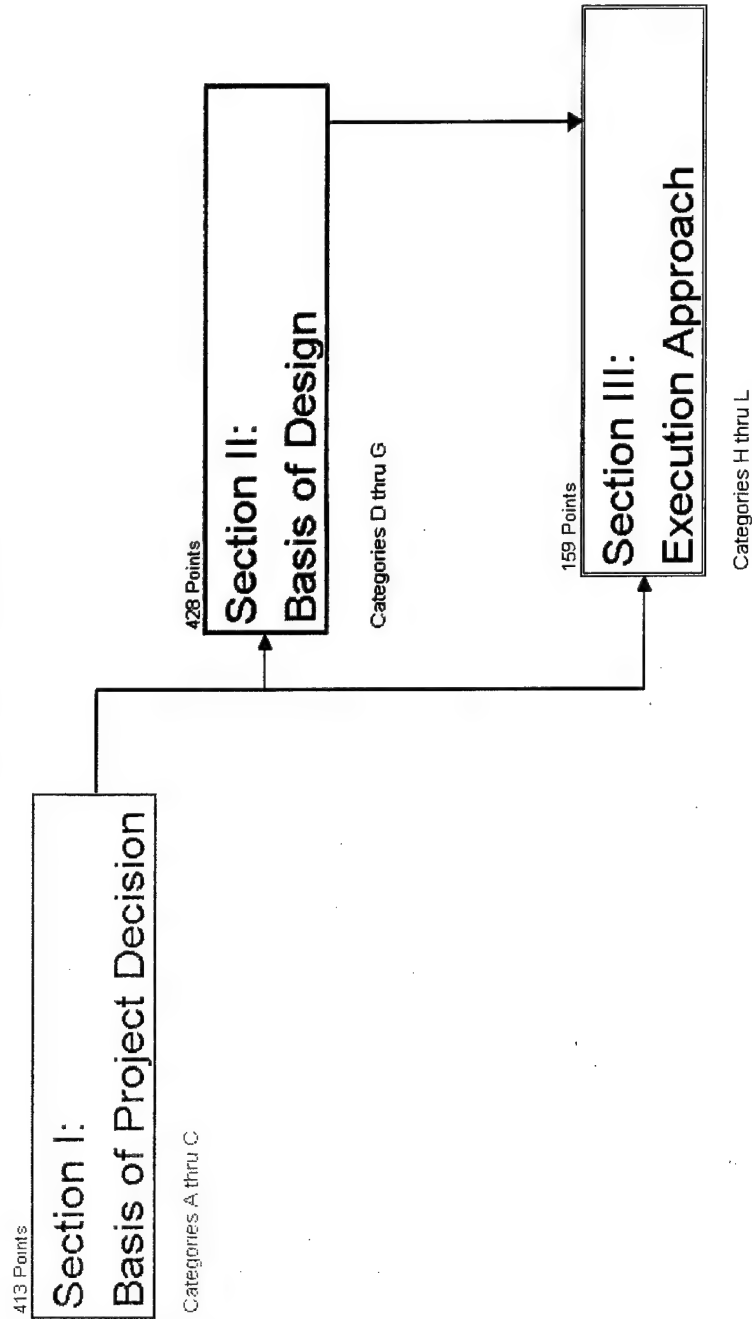 413 Points
Section I:
Basis of Project Decision
Categories A thru C
428 Points
Section II:
Basis of Design
Categories D thru G
159 Points
Section III:
Execution Approach
Categories H thru L